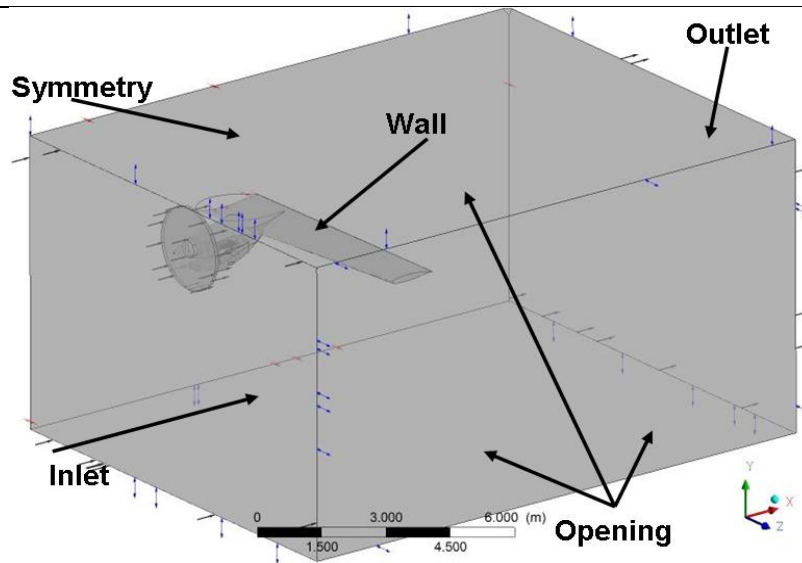 Outlet
Symmetry
Wall
Inlet
0 3.000 6.000 (m)
1.500 4.500
Opening
Y
X
Z